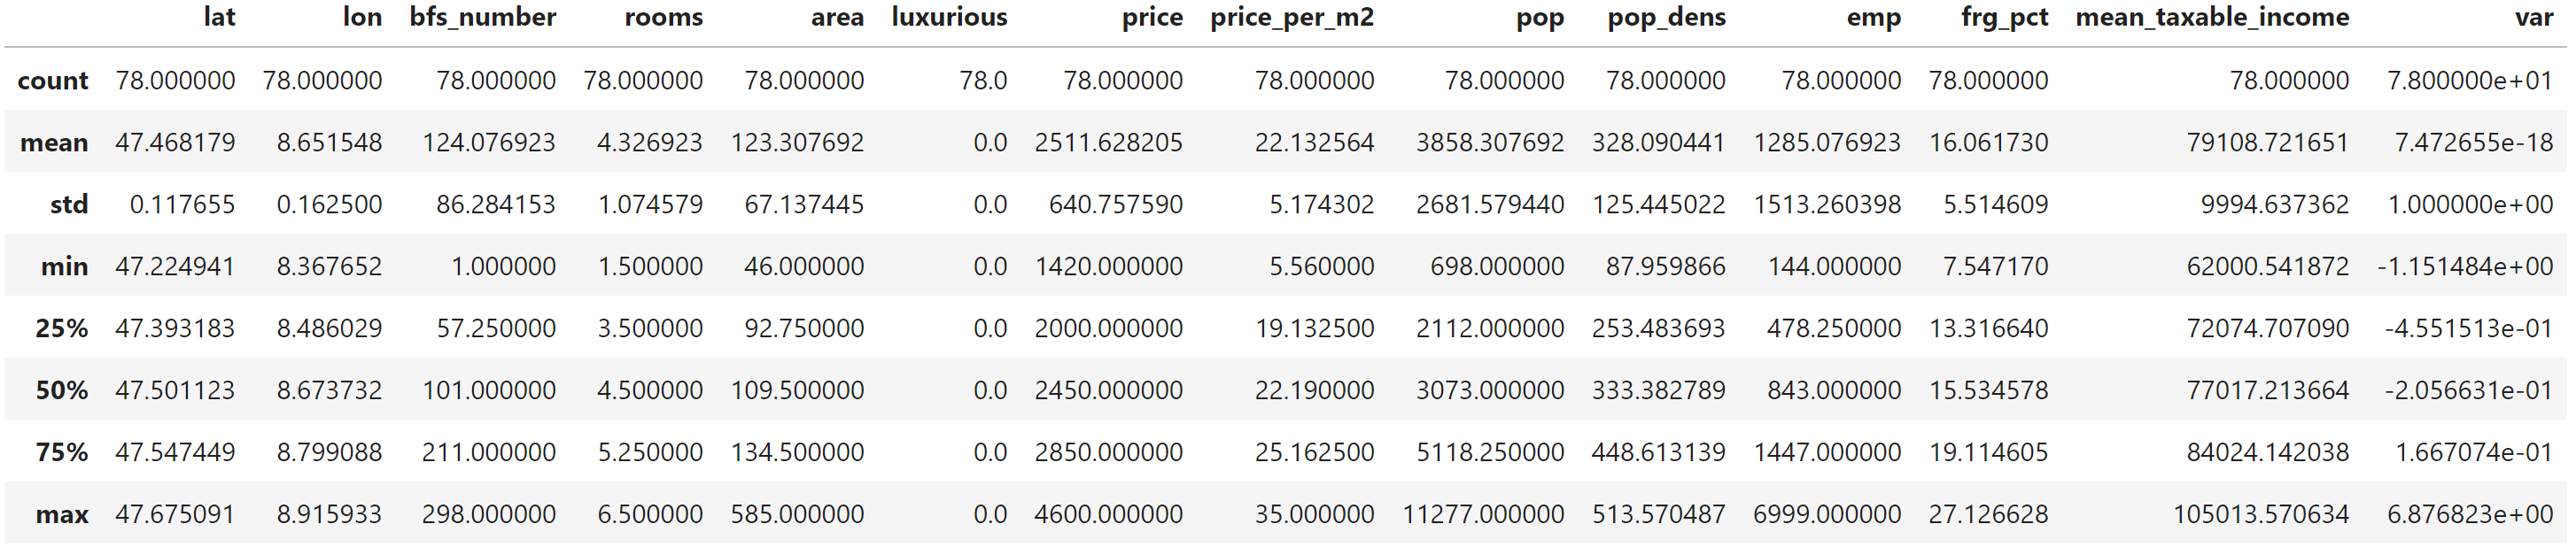 lat lon bfs_number rooms area luxurious price price_per_m2 pop pop_dens emp frg_pct mean_taxable_income var
count 78.000000 78.000000 78.000000 78.000000 78.000000 78.0 78.000000 78.000000 78.000000 78.000000 78.000000 78.000000 78.000000 7.800000e+01
mean 47.468179 8.651548 124.076923 4.326923 123.307692 0.0 2511.628205 22.132564 3858.307692 328.090441 1285.076923 16.061730 79108.721651 7.472655e-18
std 0.117655 0.162500 86.284153 1.074579 67.137445 0.0 640.757590 5.174302 2681.579440 125.445022 1513.260398 5.514609 9994.637362 1.000000e+00
min 47.224941 8.367652 1.000000 1.500000 46.000000 0.0 1420.000000 5.560000 698.000000 87.959866 144.000000 7.547170 62000.541872 -1.151484e+00
25% 47.393183 8.486029 57.250000 3.500000 92.750000 0.0 2000.000000 19.132500 2112.000000 253.483693 478.250000 13.316640 72074.707090 -4.551513e-01
50% 47.501123 8.673732 101.000000 4.500000 109.500000 0.0 2450.000000 22.190000 3073.000000 333.382789 843.000000 15.534578 77017.213664 -2.056631e-01
75% 47.547449 8.799088 211.000000 5.250000 134.500000 0.0 2850.000000 25.162500 5118.250000 448.613139 1447.000000 19.114605 84024.142038 1.667074e-01
max 47.675091 8.915933 298.000000 6.500000 585.000000 0.0 4600.000000 35.000000 11277.000000 513.570487 6999.000000 27.126628 105013.570634 6.876823e+00